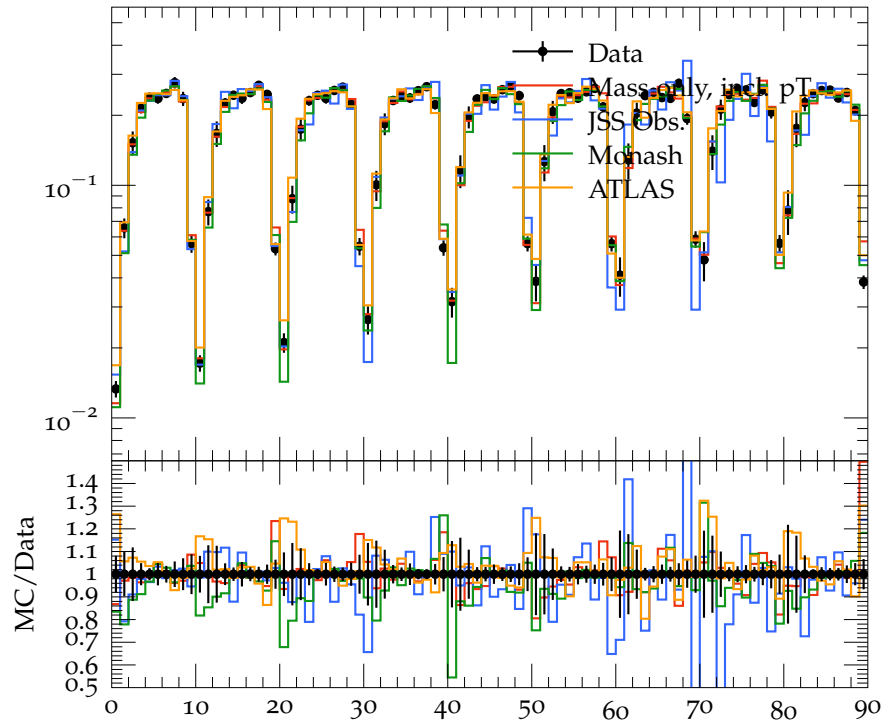 Data
Mass only, incl. pT
JSS Obs.
Monash
ATLAS
10⁻¹
10⁻²
MC/Data
1.4
1.3
1.2
1.1
1
0.9
0.8
0.7
0.6
0.5
0 10 20 30 40 50 60 70 80 90